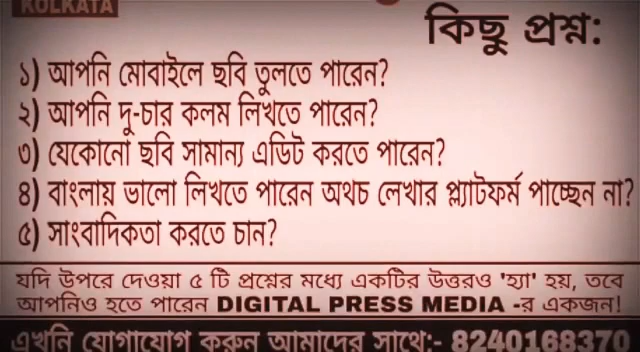 KOLKATA
কিছু প্রশ্ন:
১) আপনি মোবাইলে ছবি তুলতে পারেন?
২) আপনি দু-চার কলম লিখতে পারেন?
৩) যেকোনো ছবি সামান্য এডিট করতে পারেন?
৪) বাংলায় ভালো লিখতে পারেন অথচ লেখার প্ল্যাটফর্ম পাচ্ছেন না?
৫) সাংবাদিকতা করতে চান?
যদি উপরে দেওয়া ৫ টি প্রশ্নের মধ্যে একটির উত্তরও 'হ্যা' হয়, তবে
আপনিও হতে পারেন DIGITAL PRESS MEDIA -র একজন!
এখনি যোগাযোগ করুন আমাদের সাথে:- 8240168370